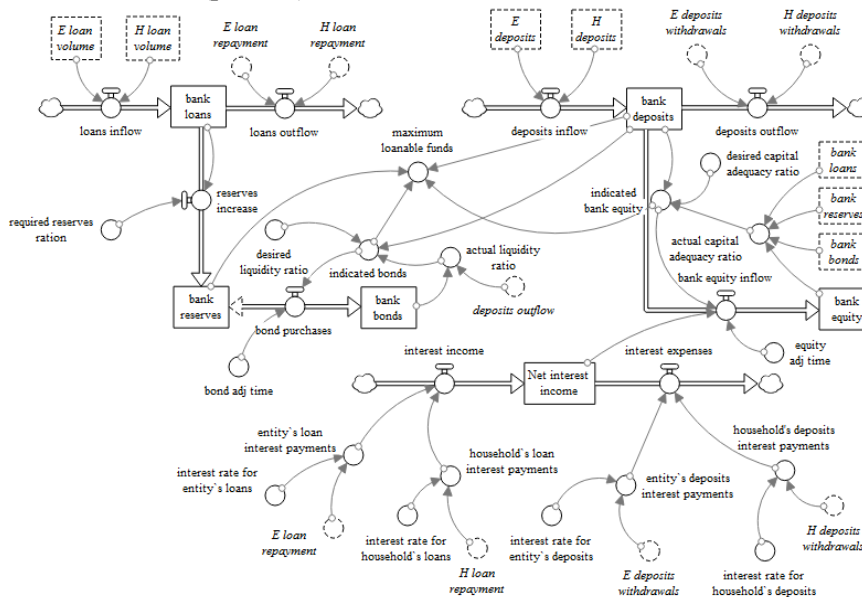 E loan
volume
H loan
volume
E loan
repayment
H loan
repayment
E
deposits
H
deposits
E deposits
withdrawals
H deposits
withdrawals
bank
loans
loans inflow
loans outflow
bank
deposits
deposits inflow
deposits outflow
maximum
loanable funds
desired capital
adequacy ratio
bank
loans
reserves
increase
required reserves
ration
indicated
bank equity
bank
reserves
desired
liquidity ratio
indicated bonds
actual liquidity
ratio
actual capital
adequacy ratio
bank
bonds
bank equity inflow
bank
reserves
bond purchases
bank
bonds
deposits outflow
bank
equity
bond adj time
equity
adj time
interest income
Net interest
income
interest expenses
entity`s loan
interest payments
household`s loan
interest payments
household's deposits
interest payments
interest rate for
entity`s loans
entity`s deposits
interest payments
E loan
repayment
interest rate for
household`s loans
H loan
repayment
interest rate for
entity`s deposits
E deposits
withdrawals
H deposits
withdrawals
interest rate for
household`s deposits